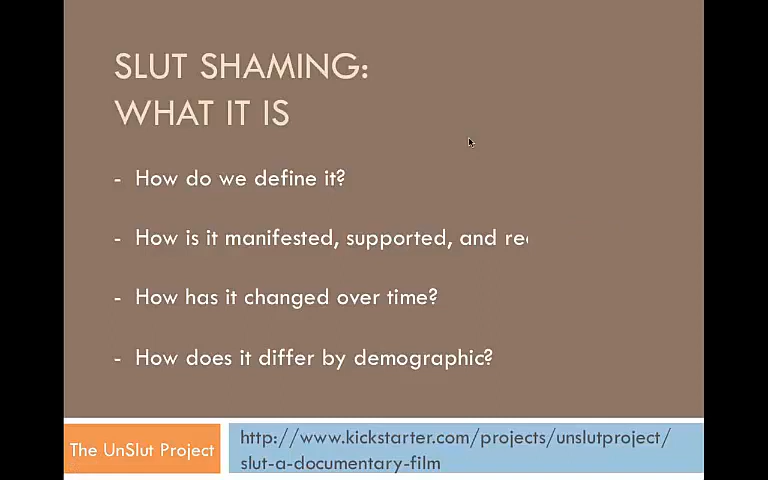 SLUT SHAMING:
WHAT IT IS
- How do we define it?
- How is it manifested, supported, and
- How has it changed over time?
- How does it differ by demographic?
The UnSlut Project
http://www.kickstarter.com/projects/unslutproject/
slut-a-documentary-film